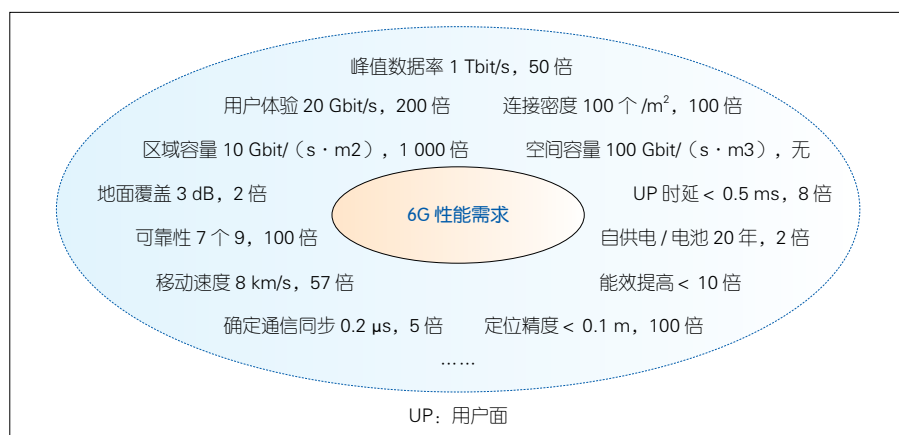 峰值数据率 1 Tbit/s，50 倍
用户体验 20 Gbit/s，200 倍
连接密度 100 个 /m²，100 倍
区域容量 10 Gbit/（s · m2），1 000 倍
空间容量 100 Gbit/（s · m3），无
地面覆盖 3 dB，2 倍
6G 性能需求
UP 时延< 0.5 ms，8 倍
可靠性 7 个 9，100 倍
自供电 / 电池 20 年，2 倍
移动速度 8 km/s，57 倍
能效提高< 10 倍
确定通信同步 0.2 μs，5 倍
定位精度< 0.1 m，100 倍
……
UP：用户面